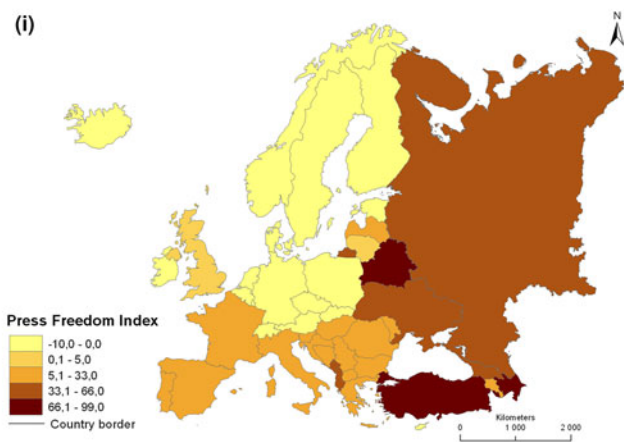 (i)
N
Press Freedom Index
-10,0 - 0,0
0,1 - 5,0
5,1 - 33,0
33,1 - 66,0
66,1 - 99,0
Country border
Kilometers
0 1 000 2 000